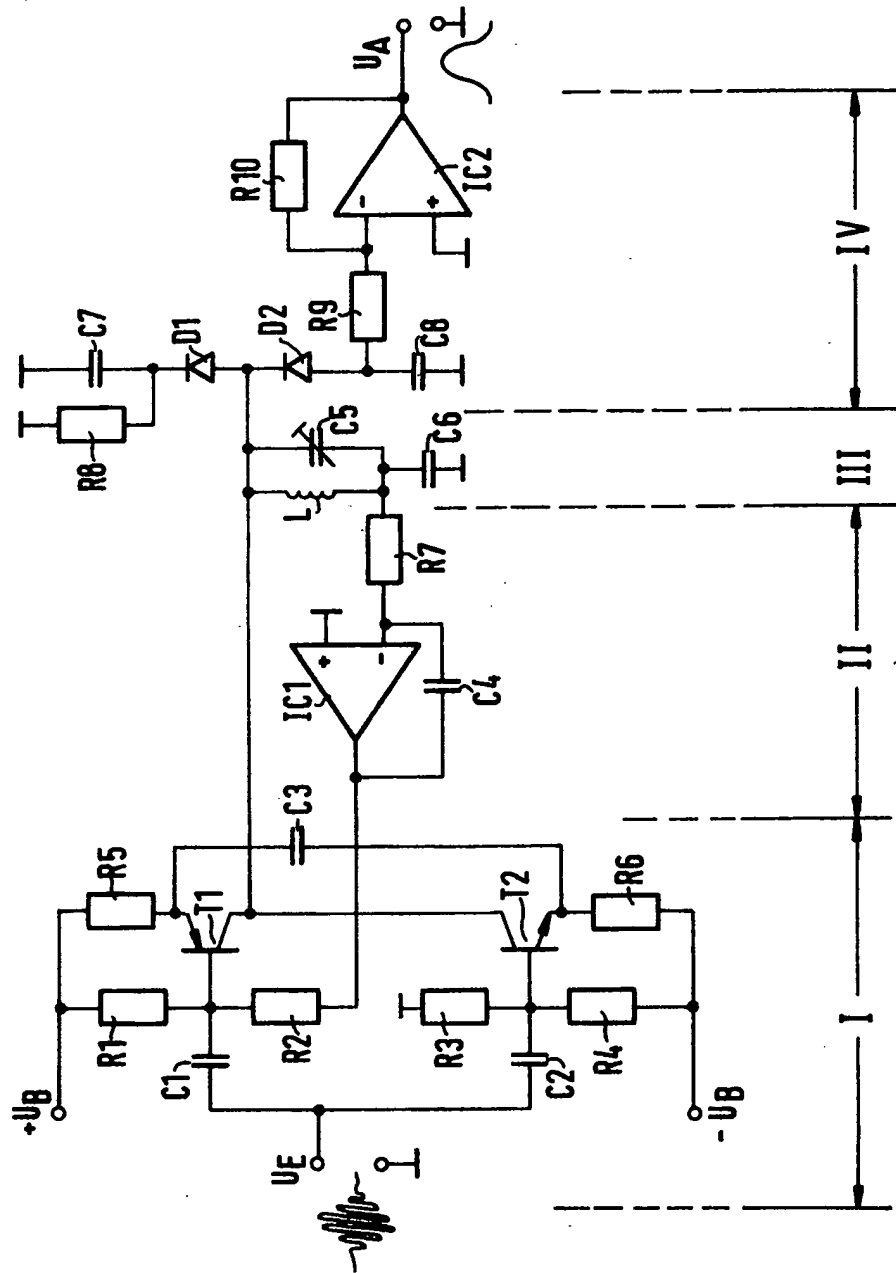 +UB
-UB
UE
R1
R2
R3
R4
C1
C2
R5
R6
T1
T2
C3
IC1
+
-
C4
R7
L
C5
C6
R8
C7
D1
D2
C8
R9
R10
-
+
IC2
UA
I
II
III
IV